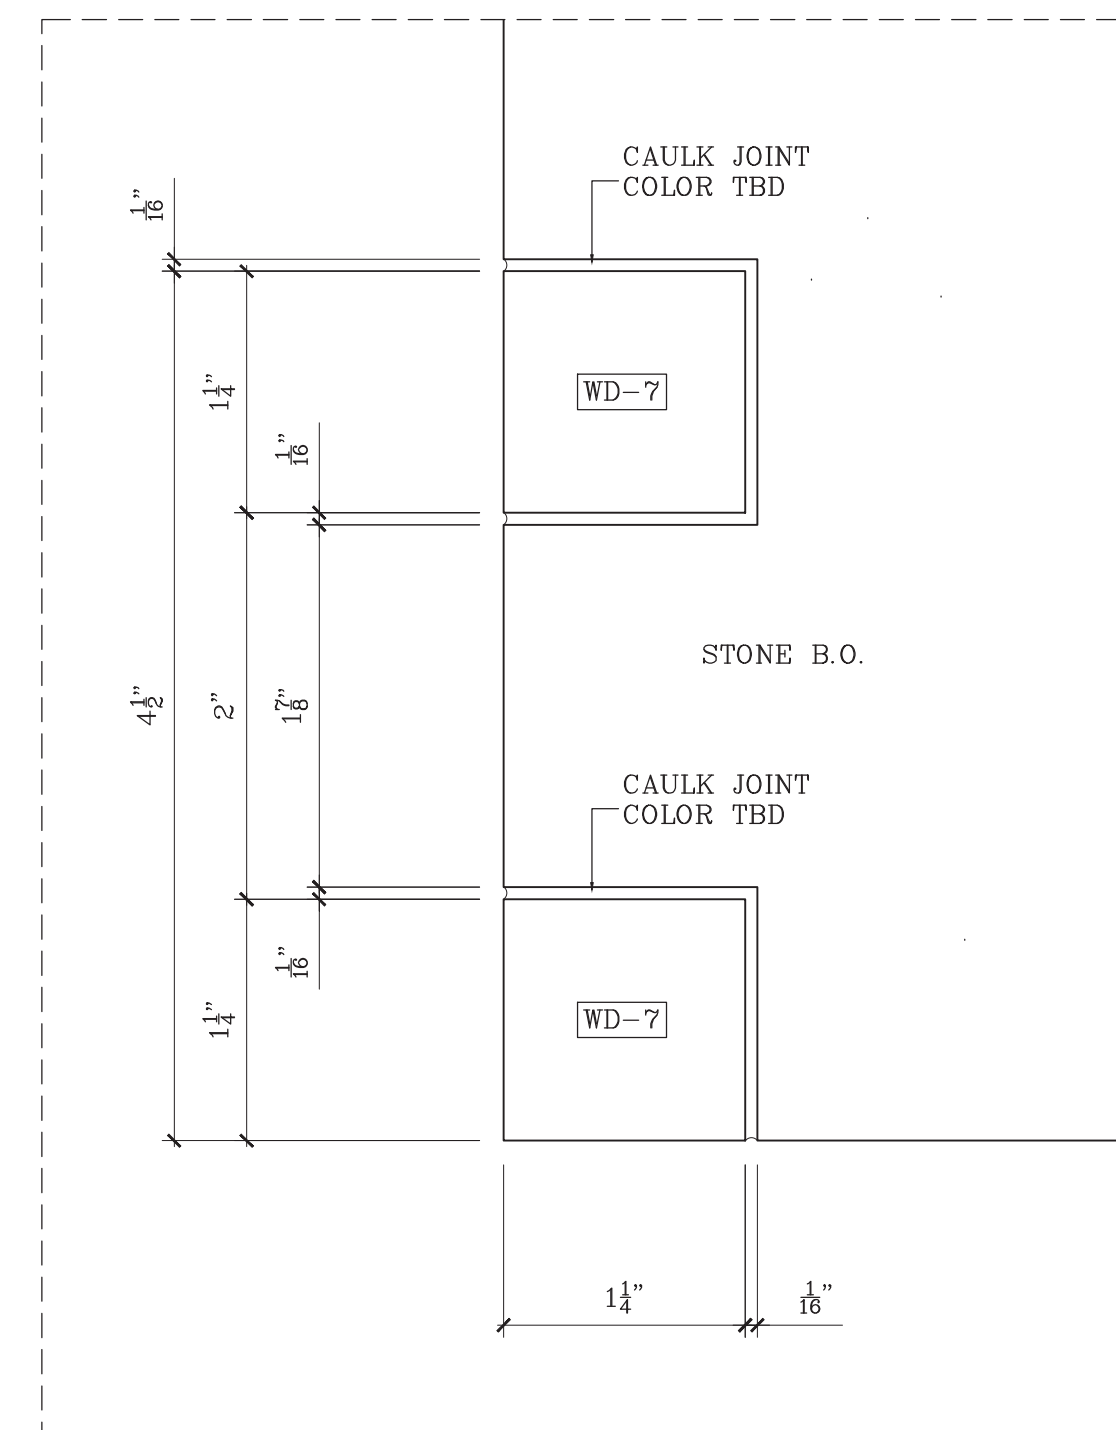 CAULK JOINT
COLOR TBD
1/16"
1 1/4"
WD-7
1/16"
STONE B.O.
4 1/2"
2"
1 7/8"
CAULK JOINT
COLOR TBD
1/16"
1 1/4"
WD-7
1 1/4"
1/16"